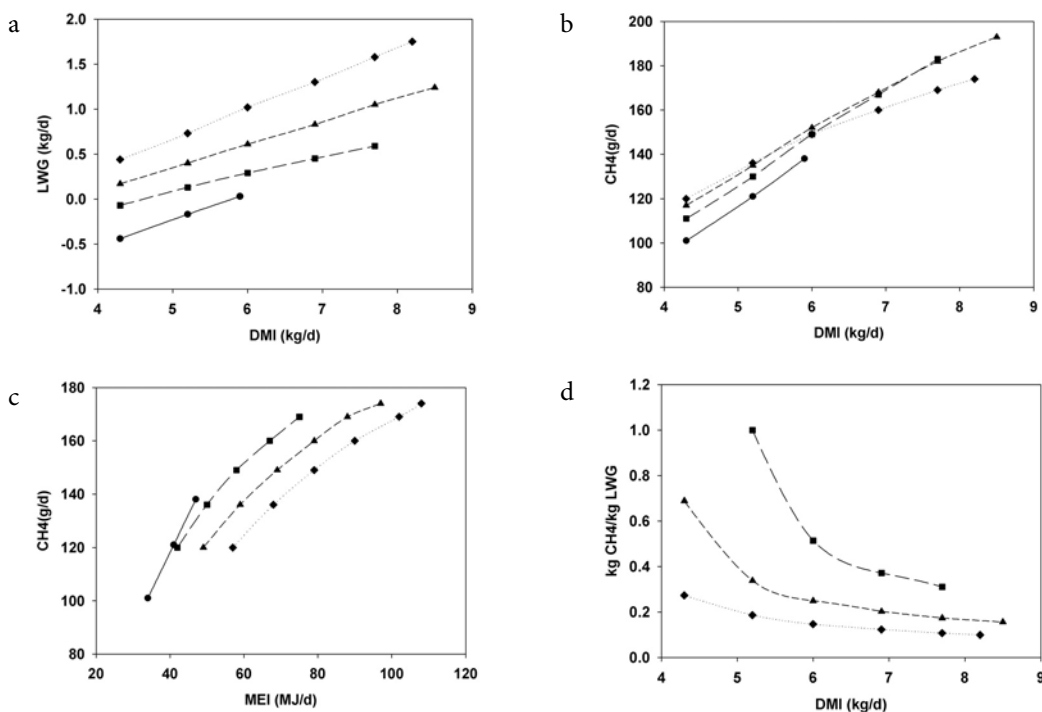 a
2.0
1.5
1.0
0.5
0.0
-0.5
-1.0
LWG (kg/d)
4 5 6 7 8 9
DMI (kg/d)
b
200
180
160
140
120
100
80
CH4(g/d)
4 5 6 7 8 9
DMI (kg/d)
c
180
160
140
120
100
80
CH4(g/d)
20 40 60 80 100 120
MEI (MJ/d)
d
1.2
1.0
0.8
0.6
0.4
0.2
0.0
kg CH4/kg LWG
4 5 6 7 8 9
DMI (kg/d)